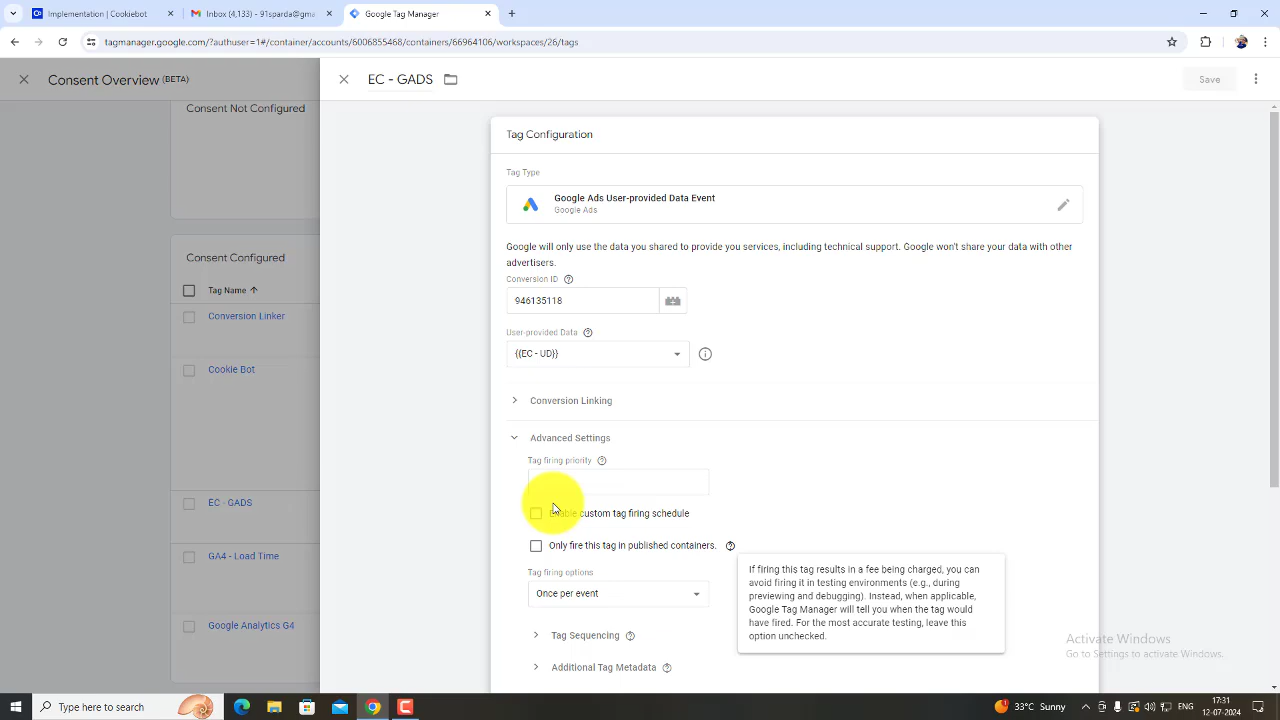 Implementation | Cookiebot
Inbox (4,133) - 91sparda@gmai
Google Tag Manager
tagmanager.google.com/?authuser=1#/container/accounts/6006855468/containers/66964106/workspaces/26/tags
Consent Overview (BETA)
EC - GADS
Save
Consent Not Configured
Tag Configuration
Tag Type
Google Ads User-provided Data Event
Google Ads
Google will only use the data you shared to provide you services, including technical support. Google won't share your data with other
advertisers.
Consent Configured
Conversion ID
Tag Name
946135118
Conversion Linker
User-provided Data
{{EC - UD}}
Cookie Bot
Conversion Linking
Advanced Settings
Tag firing priority
EC - GADS
Enable custom tag firing schedule
Only fire this tag in published containers.
GA4 - Load Time
Tag firing options
Once per event
If firing this tag results in a fee being charged, you can
avoid firing it in testing environments (e.g., during
previewing and debugging). Instead, when applicable,
Google Tag Manager will tell you when the tag would
have fired. For the most accurate testing, leave this
option unchecked.
Google Analytics G4
Tag Sequencing
Additional Tag Metadata
Activate Windows
Go to Settings to activate Windows.
Type here to search
33°C Sunny
ENG
17:31
12-07-2024